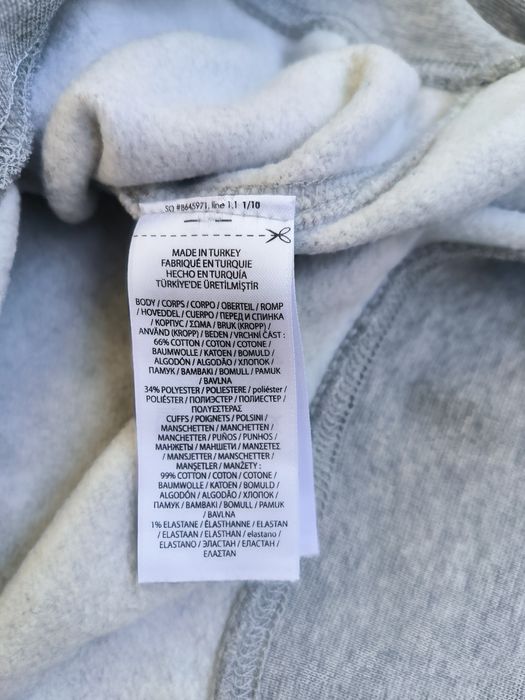 SO #8645971, line 1.1 1/10
MADE IN TURKEY
FABRIQUÉ EN TURQUIE
HECHO EN TURQUÍA
TÜRKİYE'DE ÜRETİLMİŞTİR
BODY / CORPS / CORPO / OBERTEIL / ROMP
/ HOVEDDEL / CUERPO / ПЕРЕД И СПИНКА
/ КОРПУС / ΣΩΜΑ / BRUK (KROPP) /
ANVÄND (KROPP) / BEDEN / VRCHNÍ ČÁST :
66% COTTON / COTON / COTONE /
BAUMWOLLE / KATOEN / BOMULD /
ALGODÓN / ALGODÃO / ХЛОПОК /
ПАМУК / ΒΑΜΒΑΚΙ / BOMULL / PAMUK
/ BAVLNA
34% POLYESTER / POLIESTERE / poliéster /
POLIÉSTER / ПОЛИЭСТЕР / ПОЛИЕСТЕР /
ΠΟΛΥΕΣΤΕΡΑΣ
CUFFS / POIGNETS / POLSINI /
MANSCHETTEN / MANCHETTEN /
MANCHETTER / PUÑOS / PUNHOS /
МАНЖЕТЫ / МАНШЕТИ / ΜΑΝΣΕΤΕΣ
/ MANSJETTER / MANSCHETTER /
MANŞETLER / MANŽETY :
99% COTTON / COTON / COTONE /
BAUMWOLLE / KATOEN / BOMULD /
ALGODÓN / ALGODÃO / ХЛОПОК /
ПАМУК / ΒΑΜΒΑΚΙ / BOMULL / PAMUK
/ BAVLNA
1% ELASTANE / ÉLASTHANNE / ELASTAN
/ ELASTAAN / ELASTHAN / elastano /
ELASTANO / ЭЛАСТАН / ЕЛАСТАН /
ΕΛΑΣΤΑΝ